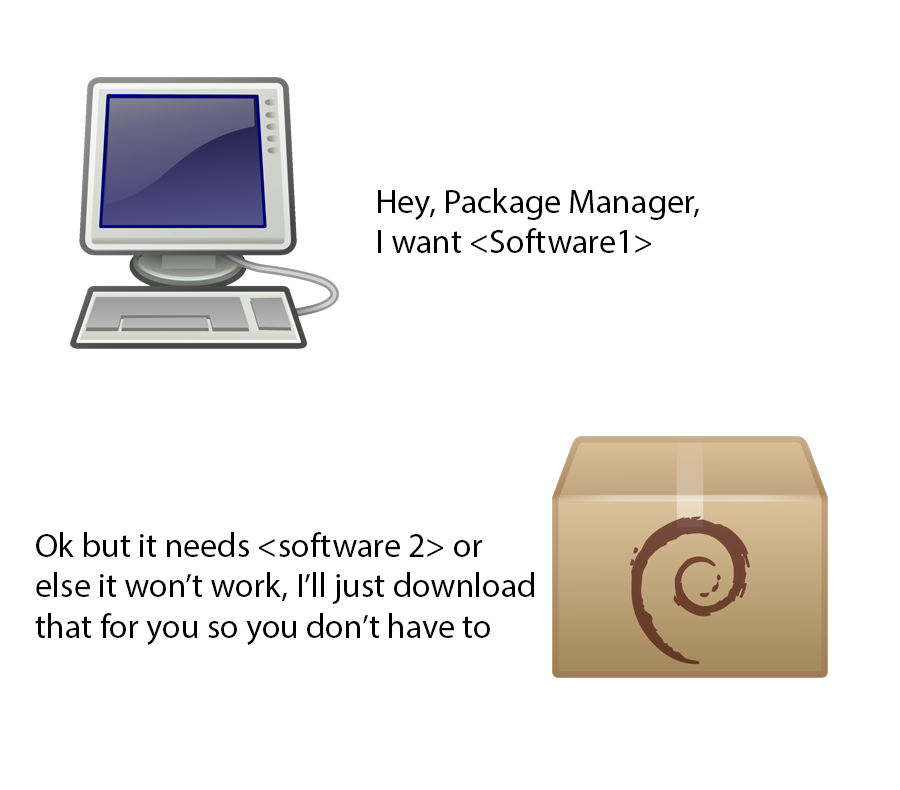 Hey, Package Manager,
I want <Software1>
Ok but it needs <software 2> or
else it won’t work, I’ll just download
that for you so you don’t have to